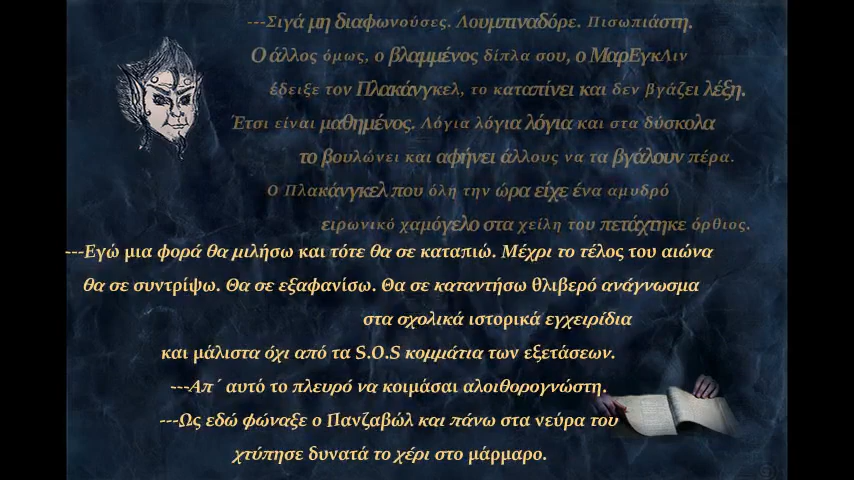 ---Σιγά μη διαφωνούσες. Λουμπιναδόρε. Πισωπιάστη.
Ο άλλος όμως, ο βλαμμένος δίπλα σου, ο ΜαρΕγκΛιν
έδειξε τον Πλακάνγκελ, το καταπίνει και δεν βγάζει λέξη.
Έτσι είναι μαθημένος. Λόγια λόγια λόγια και στα δύσκολα
το βουλώνει και αφήνει άλλους να τα βγάλουν πέρα.
Ο Πλακάνγκελ που όλη την ώρα είχε ένα αμυδρό
ειρωνικό χαμόγελο στα χείλη του πετάχτηκε όρθιος.
---Εγώ μια φορά θα μιλήσω και τότε θα σε καταπιώ. Μέχρι το τέλος του αιώνα
θα σε συντρίψω. Θα σε εξαφανίσω. Θα σε καταντήσω θλιβερό ανάγνωσμα
στα σχολικά ιστορικά εγχειρίδια
και μάλιστα όχι από τα S.O.S κομμάτια των εξετάσεων.
---Απ΄ αυτό το πλευρό να κοιμάσαι αλοιθορογνώστη.
---Ως εδώ φώναξε ο Πανζαβώλ και πάνω στα νεύρα του
χτύπησε δυνατά το χέρι στο μάρμαρο.